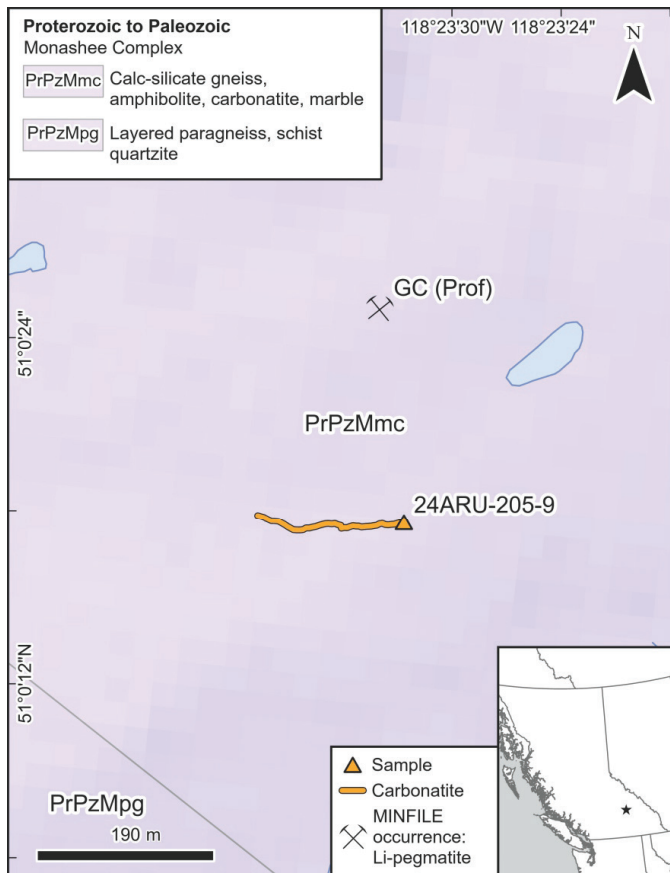 Proterozoic to Paleozoic
Monashee Complex
PrPzMmc Calc-silicate gneiss,
amphibolite, carbonatite, marble
PrPzMpg Layered paragneiss, schist
quartzite
118°23'30"W 118°23'24"
N
GC (Prof)
51°0'24"
PrPzMmc
24ARU-205-9
51°0'12"N
PrPzMpg
190 m
Sample
Carbonatite
MINFILE
occurrence:
Li-pegmatite